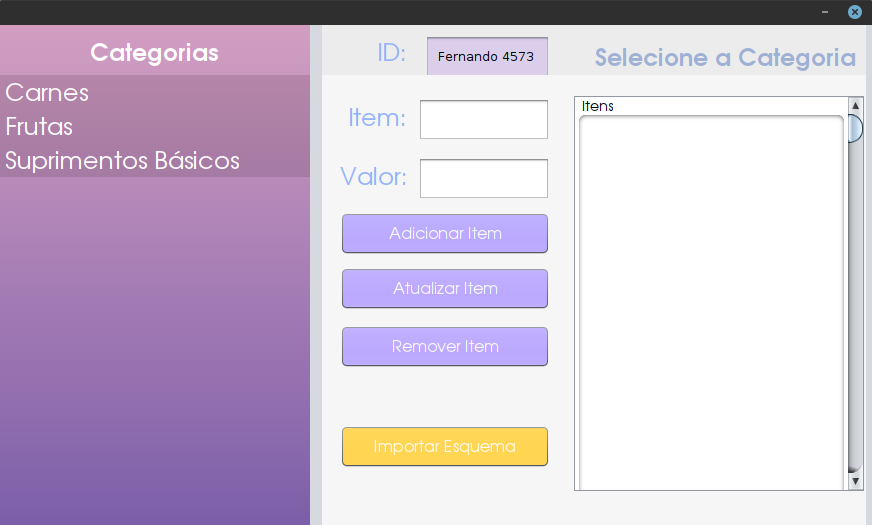 Categorias
Carnes
Frutas
Suprimentos Básicos
ID:
Fernando 4573
Selecione a Categoria
Item:
Valor:
Adicionar Item
Atualizar Item
Remover Item
Importar Esquema
Itens